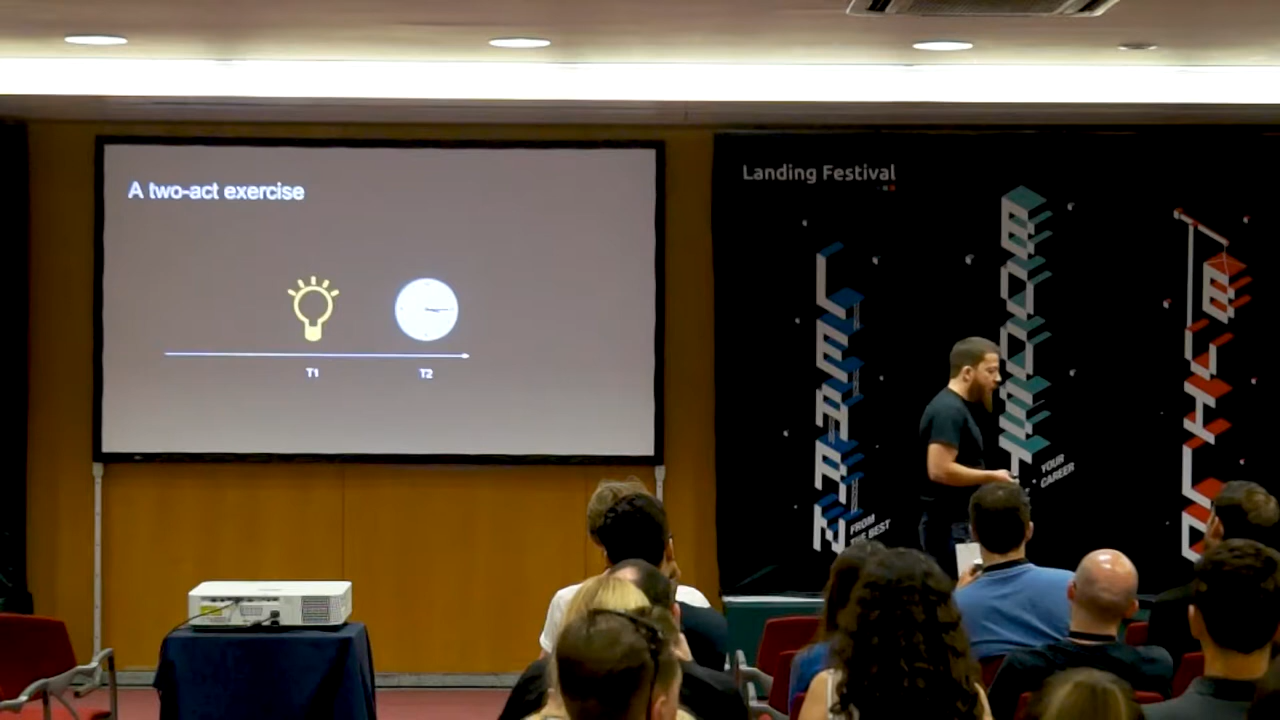 A two-act exercise
T1
T2
Landing Festival
LEARN
FROM
THE BEST
BOOST
YOUR
CAREER
BUILD